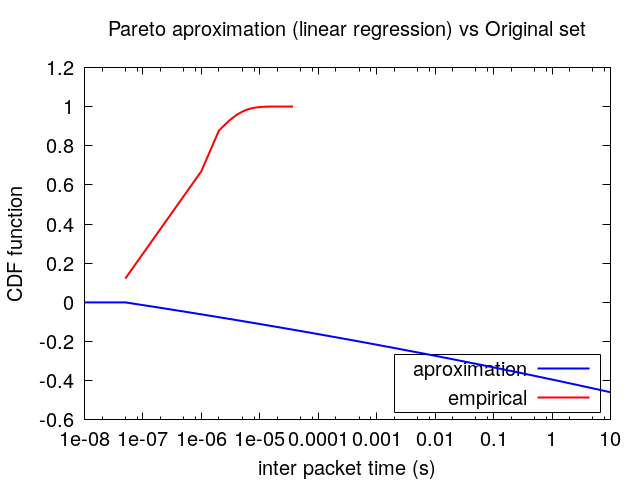 Pareto aproximation (linear regression) vs Original set
1.2
1
0.8
0.6
0.4
0.2
0
-0.2
-0.4
-0.6
CDF function
aproximation
empirical
1e-08 1e-07 1e-06 1e-05 0.0001 0.001 0.01 0.1 1 10
inter packet time (s)